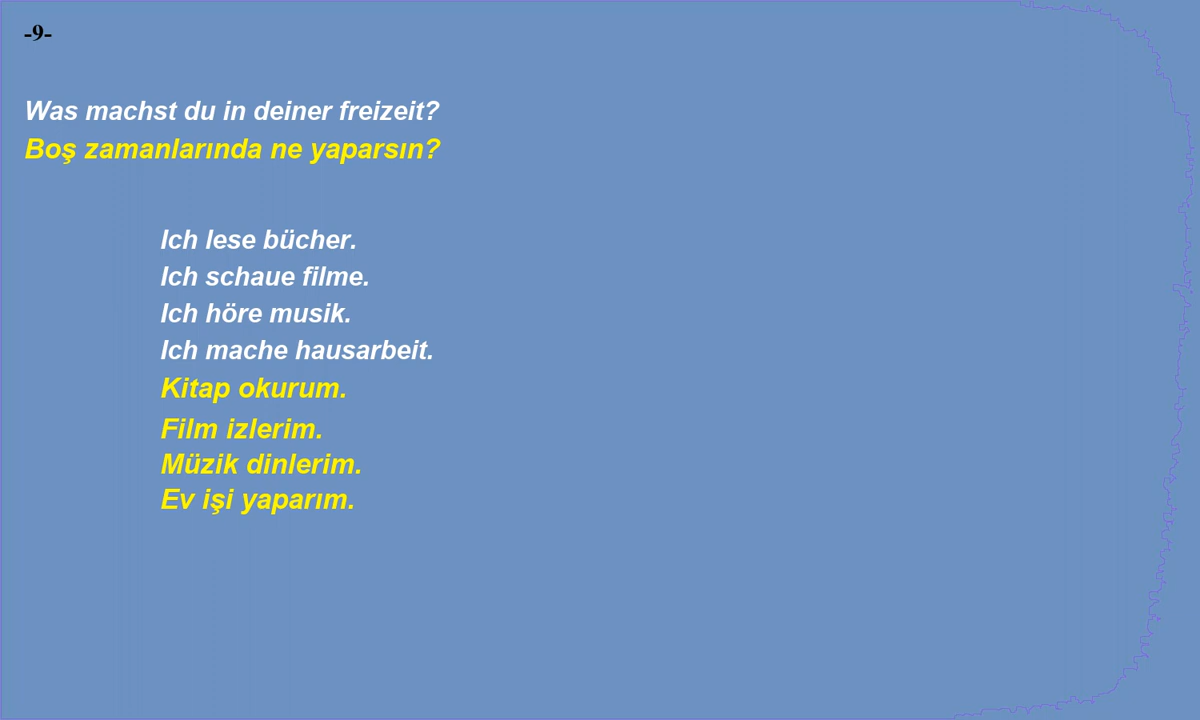 -9-
Was machst du in deiner freizeit?
Boş zamanlarında ne yaparsın?
Ich lese bücher.
Ich schaue filme.
Ich höre musik.
Ich mache hausarbeit.
Kitap okurum.
Film izlerim.
Müzik dinlerim.
Ev işi yaparım.